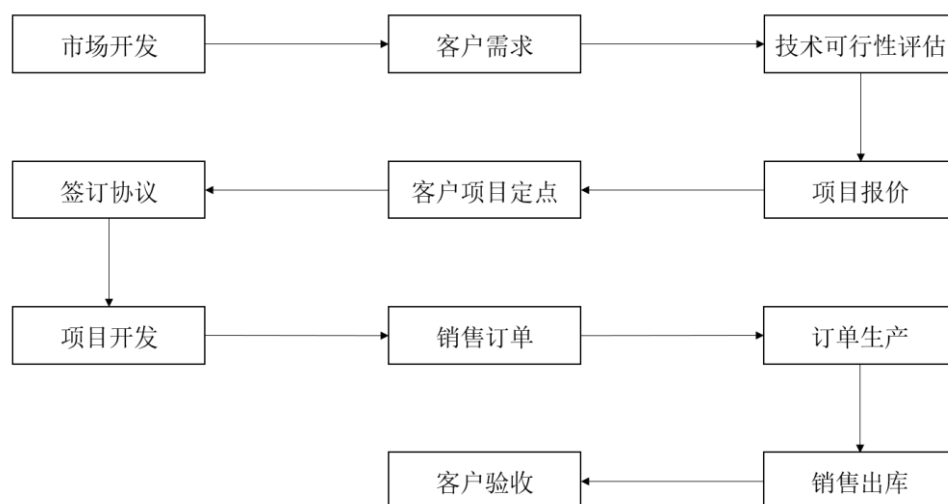 市场开发
客户需求
技术可行性评估
项目报价
客户项目定点
签订协议
项目开发
销售订单
订单生产
销售出库
客户验收